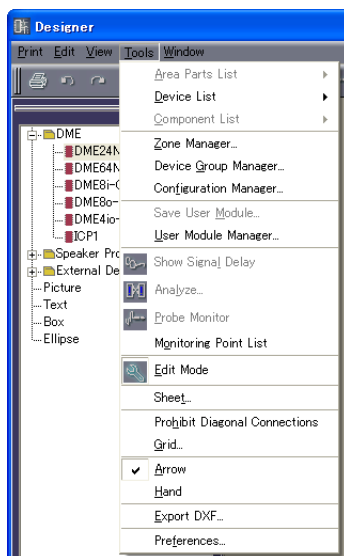 Designer
Print Edit View Tools Window
Area Parts List
Device List
Component List
Zone Manager...
Device Group Manager...
Configuration Manager...
Save User Module...
User Module Manager...
Show Signal Delay
Analyze...
Probe Monitor
Monitoring Point List
Edit Mode
Sheet...
Prohibit Diagonal Connections
Grid...
Arrow
Hand
Export DXF...
Preferences...
DME
DME24N
DME64N
DME8i-
DME8o-
DME4io-
ICP1
Speaker Pro
External De
Picture
Text
Box
Ellipse